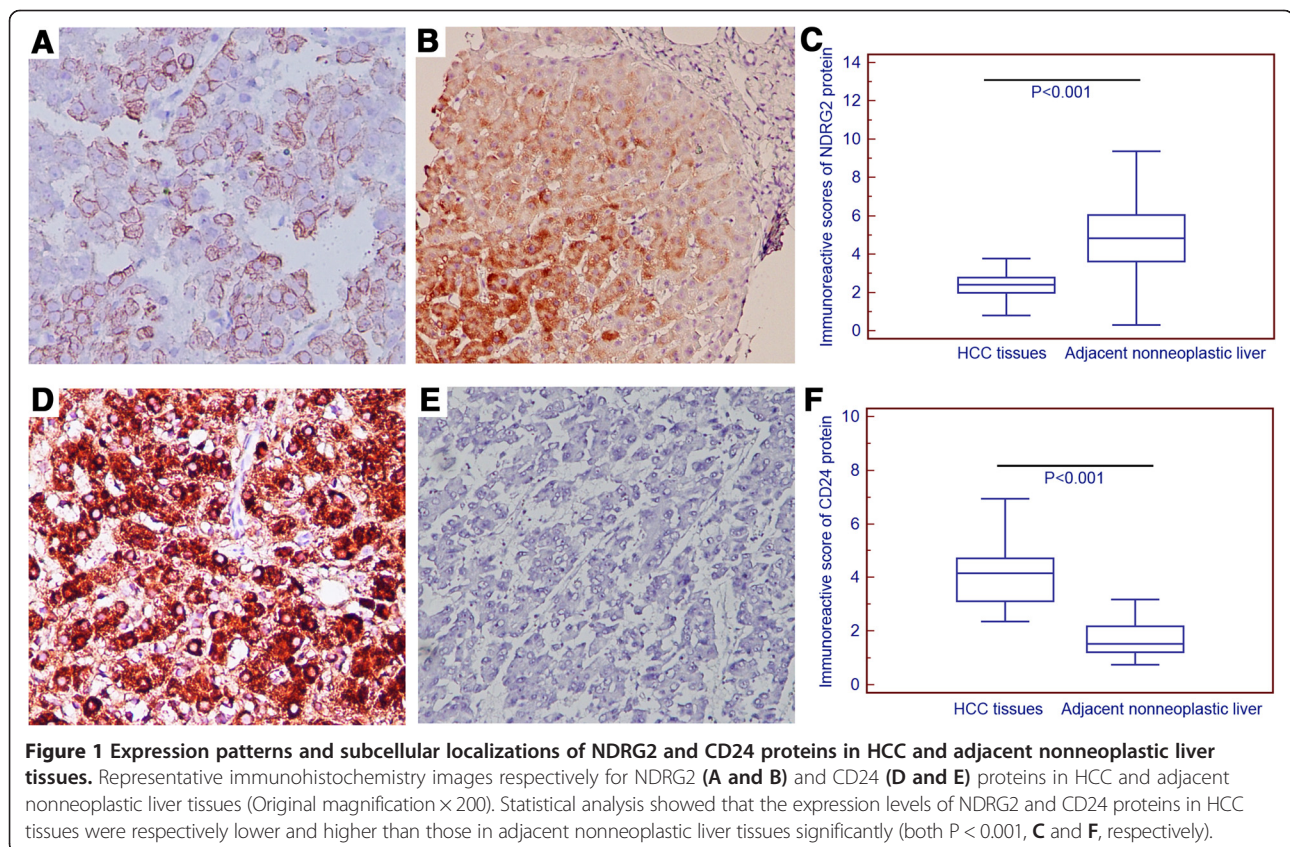 A
B
C
Immunoreactive scores of NDRG2 protein
14
12
10
8
6
4
2
0
P<0.001
HCC tissues
Adjacent nonneoplastic liver
D
E
F
Immunoreactive score of CD24 protein
10
8
6
4
2
0
P<0.001
HCC tissues
Adjacent nonneoplastic liver
Figure 1 Expression patterns and subcellular localizations of NDRG2 and CD24 proteins in HCC and adjacent nonneoplastic liver
tissues. Representative immunohistochemistry images respectively for NDRG2 (A and B) and CD24 (D and E) proteins in HCC and adjacent
nonneoplastic liver tissues (Original magnification × 200). Statistical analysis showed that the expression levels of NDRG2 and CD24 proteins in HCC
tissues were respectively lower and higher than those in adjacent nonneoplastic liver tissues significantly (both P < 0.001, C and F, respectively).